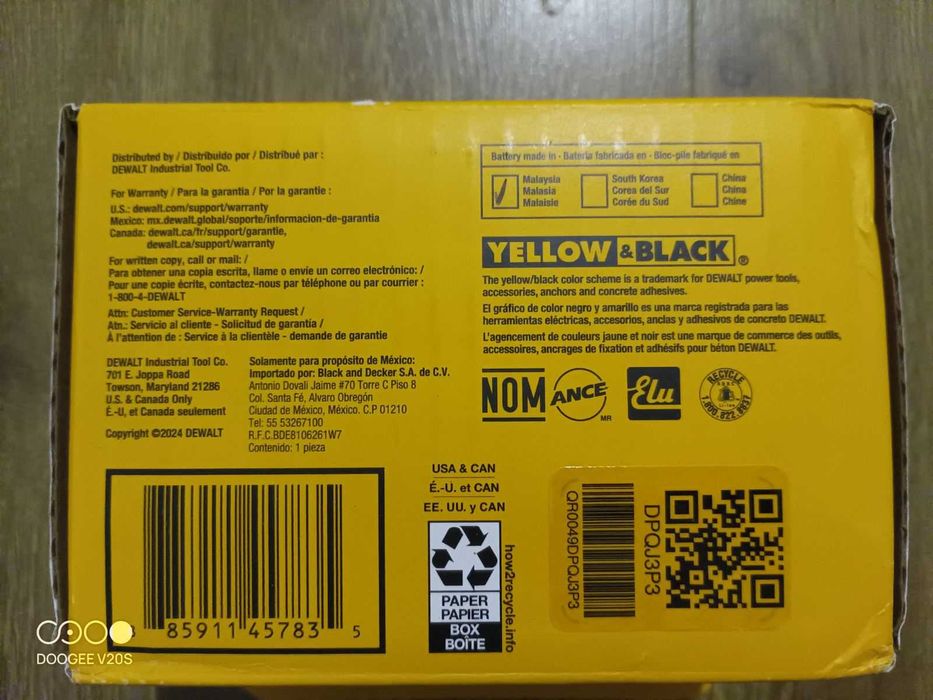 Distributed by / Distribuido por / Distribué par :
DEWALT Industrial Tool Co.
For Warranty / Para la garantia / Por la garantie :
U.S.: dewalt.com/support/warranty
Mexico: mx.dewalt.global/soporte/informacion-de-garantia
Canada: dewalt.ca/fr/support/garantie,
dewalt.ca/support/warranty
For written copy, call or mail: /
Para obtener una copia escrita, llame o envíe un correo electrónico: /
Pour une copie écrite, contactez-nous par téléphone ou par courrier :
1-800-4-DEWALT
Attn: Customer Service-Warranty Request /
Atn.: Servicio al cliente - Solicitud de garantía /
À l'attention de : Service à la clientèle - demande de garantie
DEWALT Industrial Tool Co.
701 E. Joppa Road
Towson, Maryland 21286
U.S. & Canada Only
É.-U, et Canada seulement
Copyright ©2024 DEWALT
Solamente para propósito de México:
Importado por: Black and Decker S.A. de C.V.
Antonio Dovali Jaime #70 Torre C Piso 8
Col. Santa Fé, Alvaro Obregón
Ciudad de México, México. C.P 01210
Tel: 55 53267100
R.F.C.BDE8106261W7
Contenido: 1 pieza
Battery made in - Batería fabricada en - Bloc-pile fabriqué en
Malaysia
Malasia
Malaisie
South Korea
Corea del Sur
Corée du Sud
China
China
Chine
YELLOW & BLACK ®
The yellow/black color scheme is a trademark for DEWALT power tools,
accessories, anchors and concrete adhesives.
El gráfico de color negro y amarillo es una marca registrada para las
herramientas eléctricas, accesorios, anclas y adhesivos de concreto DEWALT.
L'agencement de couleurs jaune et noir est une marque de commerce des outils,
accessoires, ancrages de fixation et adhésifs pour béton DEWALT.
NOM
ANCE
MR
Elu
RECYCLE
1.800.822.8837
85911 45783 5
USA & CAN
É.-U. et CAN
EE. UU. y CAN
PAPER
PAPIER
BOX
BOÎTE
how2recycle.info
QR0049DPQJ3P3
DPQJ3P3
DOOGEE V20S